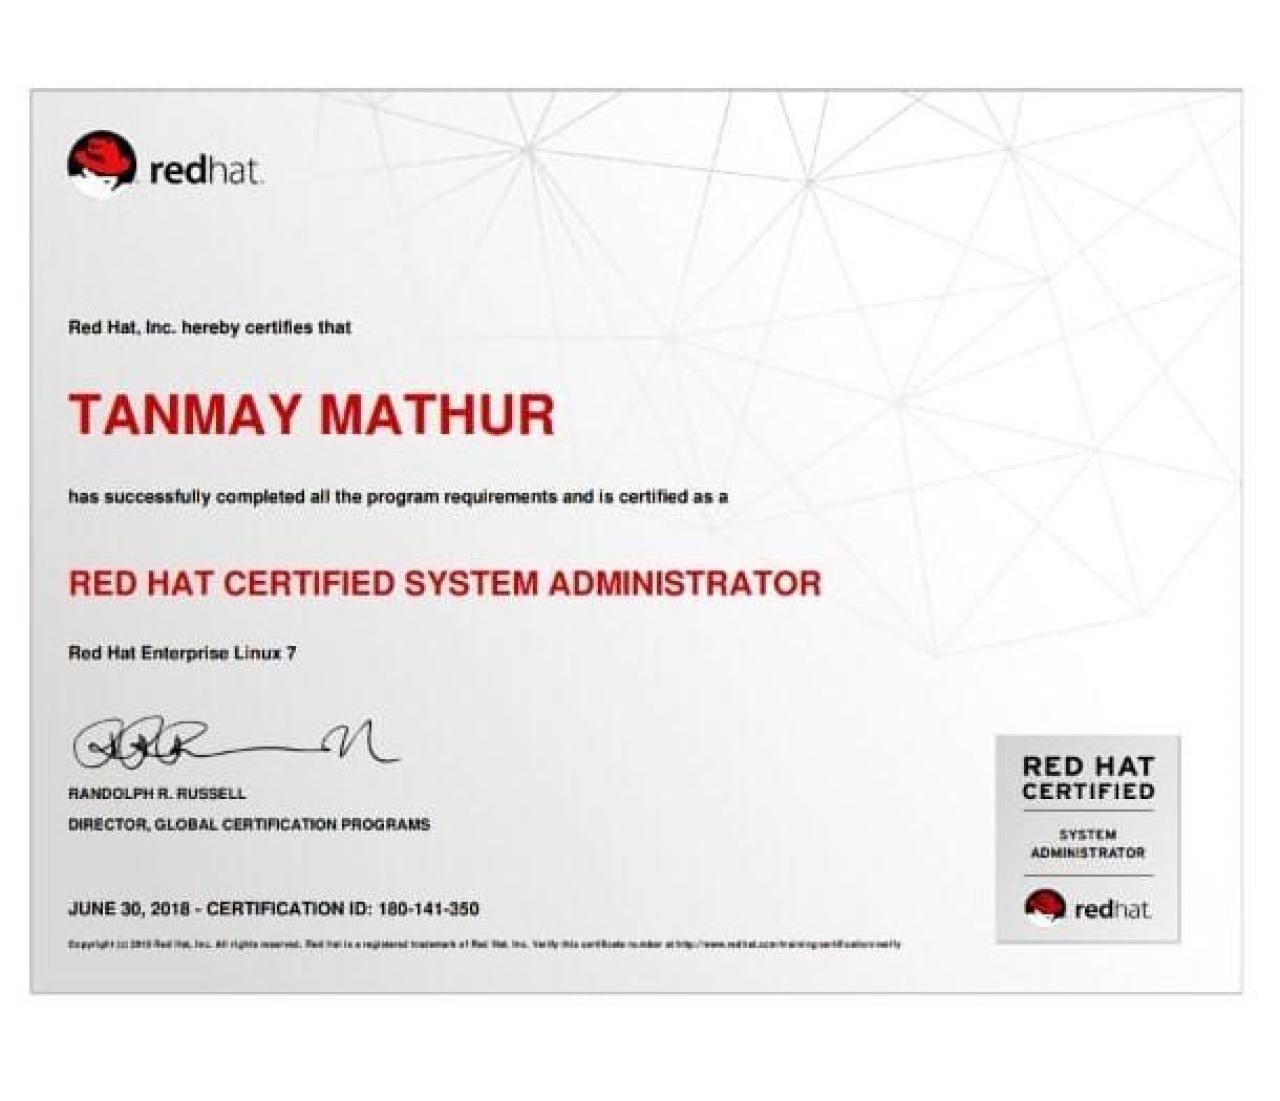 redhat.
Red Hat, Inc. hereby certifies that
TANMAY MATHUR
has successfully completed all the program requirements and is certified as a
RED HAT CERTIFIED SYSTEM ADMINISTRATOR
Red Hat Enterprise Linux 7
RANDOLPH R. RUSSELL
DIRECTOR, GLOBAL CERTIFICATION PROGRAMS
JUNE 30, 2018 - CERTIFICATION ID: 180-141-350
Copyright (c) Red Hat, Inc. All rights reserved. Red Hat is a registered trademark of Red Hat, Inc. Verify this certificate number at http://www.redhat.com/training/certification/verify
RED HAT
CERTIFIED
SYSTEM
ADMINISTRATOR
redhat.